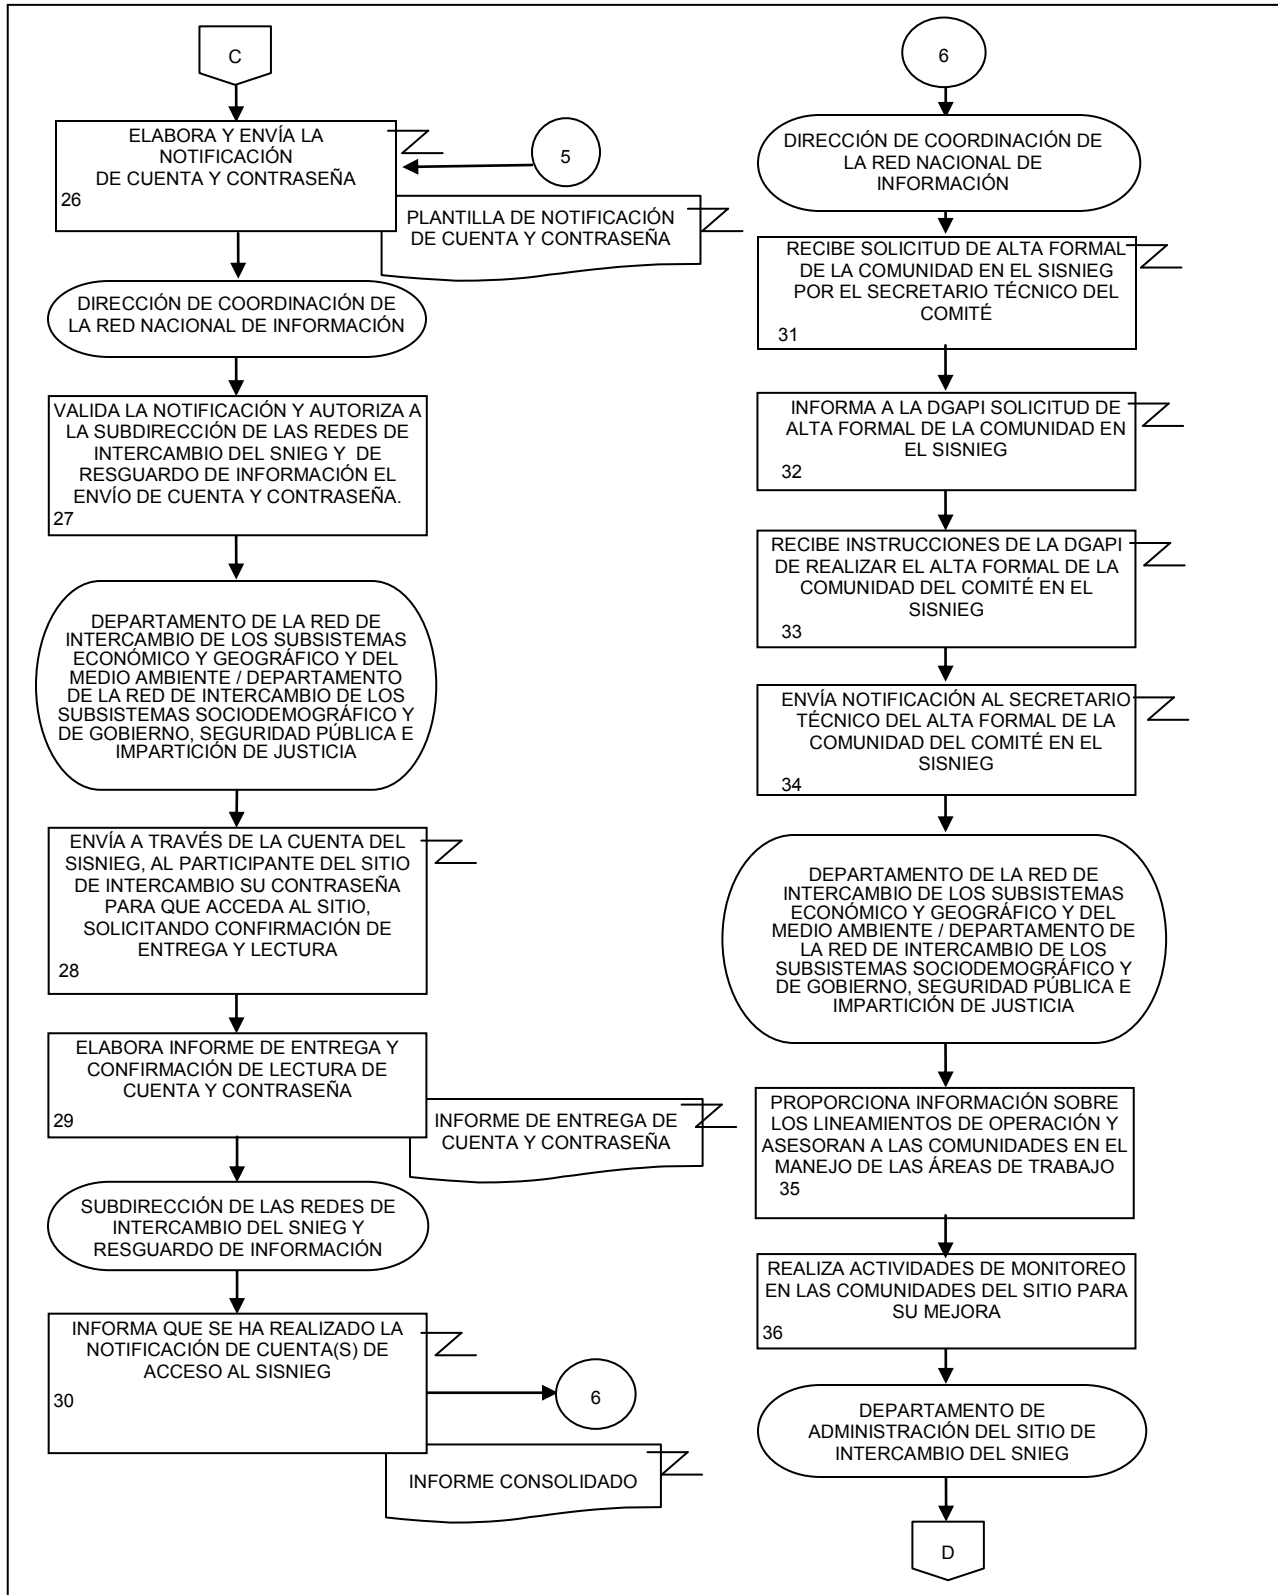 C
ELABORA Y ENVÍA LA
NOTIFICACIÓN
DE CUENTA Y CONTRASEÑA
26
5
PLANTILLA DE NOTIFICACIÓN
DE CUENTA Y CONTRASEÑA
DIRECCIÓN DE COORDINACIÓN DE
LA RED NACIONAL DE INFORMACIÓN
VALIDA LA NOTIFICACIÓN Y AUTORIZA A
LA SUBDIRECCIÓN DE LAS REDES DE
INTERCAMBIO DEL SNIEG Y DE
RESGUARDO DE INFORMACIÓN EL
ENVÍO DE CUENTA Y CONTRASEÑA.
27
DEPARTAMENTO DE LA RED DE
INTERCAMBIO DE LOS SUBSISTEMAS
ECONÓMICO Y GEOGRÁFICO Y DEL
MEDIO AMBIENTE / DEPARTAMENTO
DE LA RED DE INTERCAMBIO DE LOS
SUBSISTEMAS SOCIODEMOGRÁFICO Y
DE GOBIERNO, SEGURIDAD PÚBLICA E
IMPARTICIÓN DE JUSTICIA
ENVÍA A TRAVÉS DE LA CUENTA DEL
SISNIEG, AL PARTICIPANTE DEL SITIO
DE INTERCAMBIO SU CONTRASEÑA
PARA QUE ACCEDA AL SITIO,
SOLICITANDO CONFIRMACIÓN DE
ENTREGA Y LECTURA
28
ELABORA INFORME DE ENTREGA Y
CONFIRMACIÓN DE LECTURA DE
CUENTA Y CONTRASEÑA
29
INFORME DE ENTREGA DE
CUENTA Y CONTRASEÑA
SUBDIRECCIÓN DE LAS REDES DE
INTERCAMBIO DEL SNIEG Y
RESGUARDO DE INFORMACIÓN
INFORMA QUE SE HA REALIZADO LA
NOTIFICACIÓN DE CUENTA(S) DE
ACCESO AL SISNIEG
30
6
INFORME CONSOLIDADO
6
DIRECCIÓN DE COORDINACIÓN DE
LA RED NACIONAL DE
INFORMACIÓN
RECIBE SOLICITUD DE ALTA FORMAL
DE LA COMUNIDAD EN EL SISNIEG
POR EL SECRETARIO TÉCNICO DEL
COMITÉ
31
INFORMA A LA DGAPI SOLICITUD DE
ALTA FORMAL DE LA COMUNIDAD EN
EL SISNIEG
32
RECIBE INSTRUCCIONES DE LA DGAPI
DE REALIZAR EL ALTA FORMAL DE LA
COMUNIDAD DEL COMITÉ EN EL
SISNIEG
33
ENVÍA NOTIFICACIÓN AL SECRETARIO
TÉCNICO DEL ALTA FORMAL DE LA
COMUNIDAD DEL COMITÉ EN EL
SISNIEG
34
DEPARTAMENTO DE LA RED DE
INTERCAMBIO DE LOS SUBSISTEMAS
ECONÓMICO Y GEOGRÁFICO Y DEL
MEDIO AMBIENTE / DEPARTAMENTO DE
LA RED DE INTERCAMBIO DE LOS
SUBSISTEMAS SOCIODEMOGRÁFICO Y
DE GOBIERNO, SEGURIDAD PÚBLICA E
IMPARTICIÓN DE JUSTICIA
PROPORCIONA INFORMACIÓN SOBRE
LOS LINEAMIENTOS DE OPERACIÓN Y
ASESORAN A LAS COMUNIDADES EN EL
MANEJO DE LAS ÁREAS DE TRABAJO
35
REALIZA ACTIVIDADES DE MONITOREO
EN LAS COMUNIDADES DEL SITIO PARA
SU MEJORA
36
DEPARTAMENTO DE
ADMINISTRACIÓN DEL SITIO DE
INTERCAMBIO DEL SNIEG
D